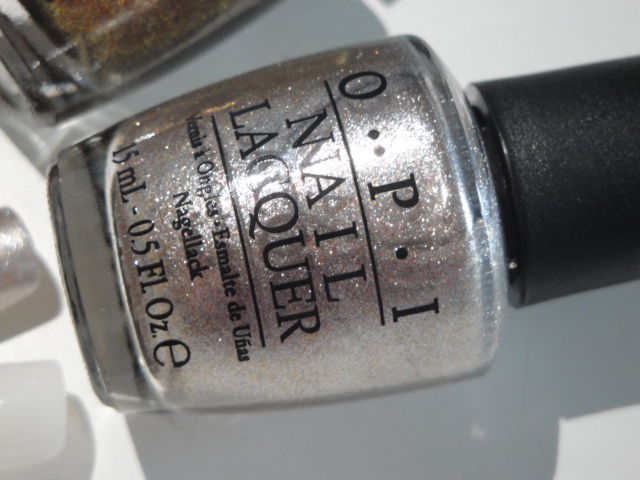 O·P·I
NAIL
LACQUER
Vernis à Ongles·Esmalte de Uñas
Nagellack
15 mL - 0.5 Fl Oz. e